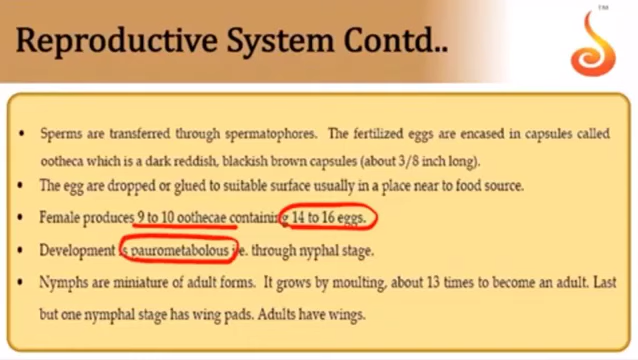 Reproductive System Contd..
TM
• Sperms are transferred through spermatophores. The fertilized eggs are encased in capsules called
ootheca which is a dark reddish, blackish brown capsules (about 3/8 inch long).
• The egg are dropped or glued to suitable surface usually in a place near to food source.
• Female produces 9 to 10 oothecae containing 14 to 16 eggs.
• Development is paurometabolous i.e. through nyphal stage.
• Nymphs are miniature of adult forms. It grows by moulting, about 13 times to become an adult. Last
but one nymphal stage has wing pads. Adults have wings.